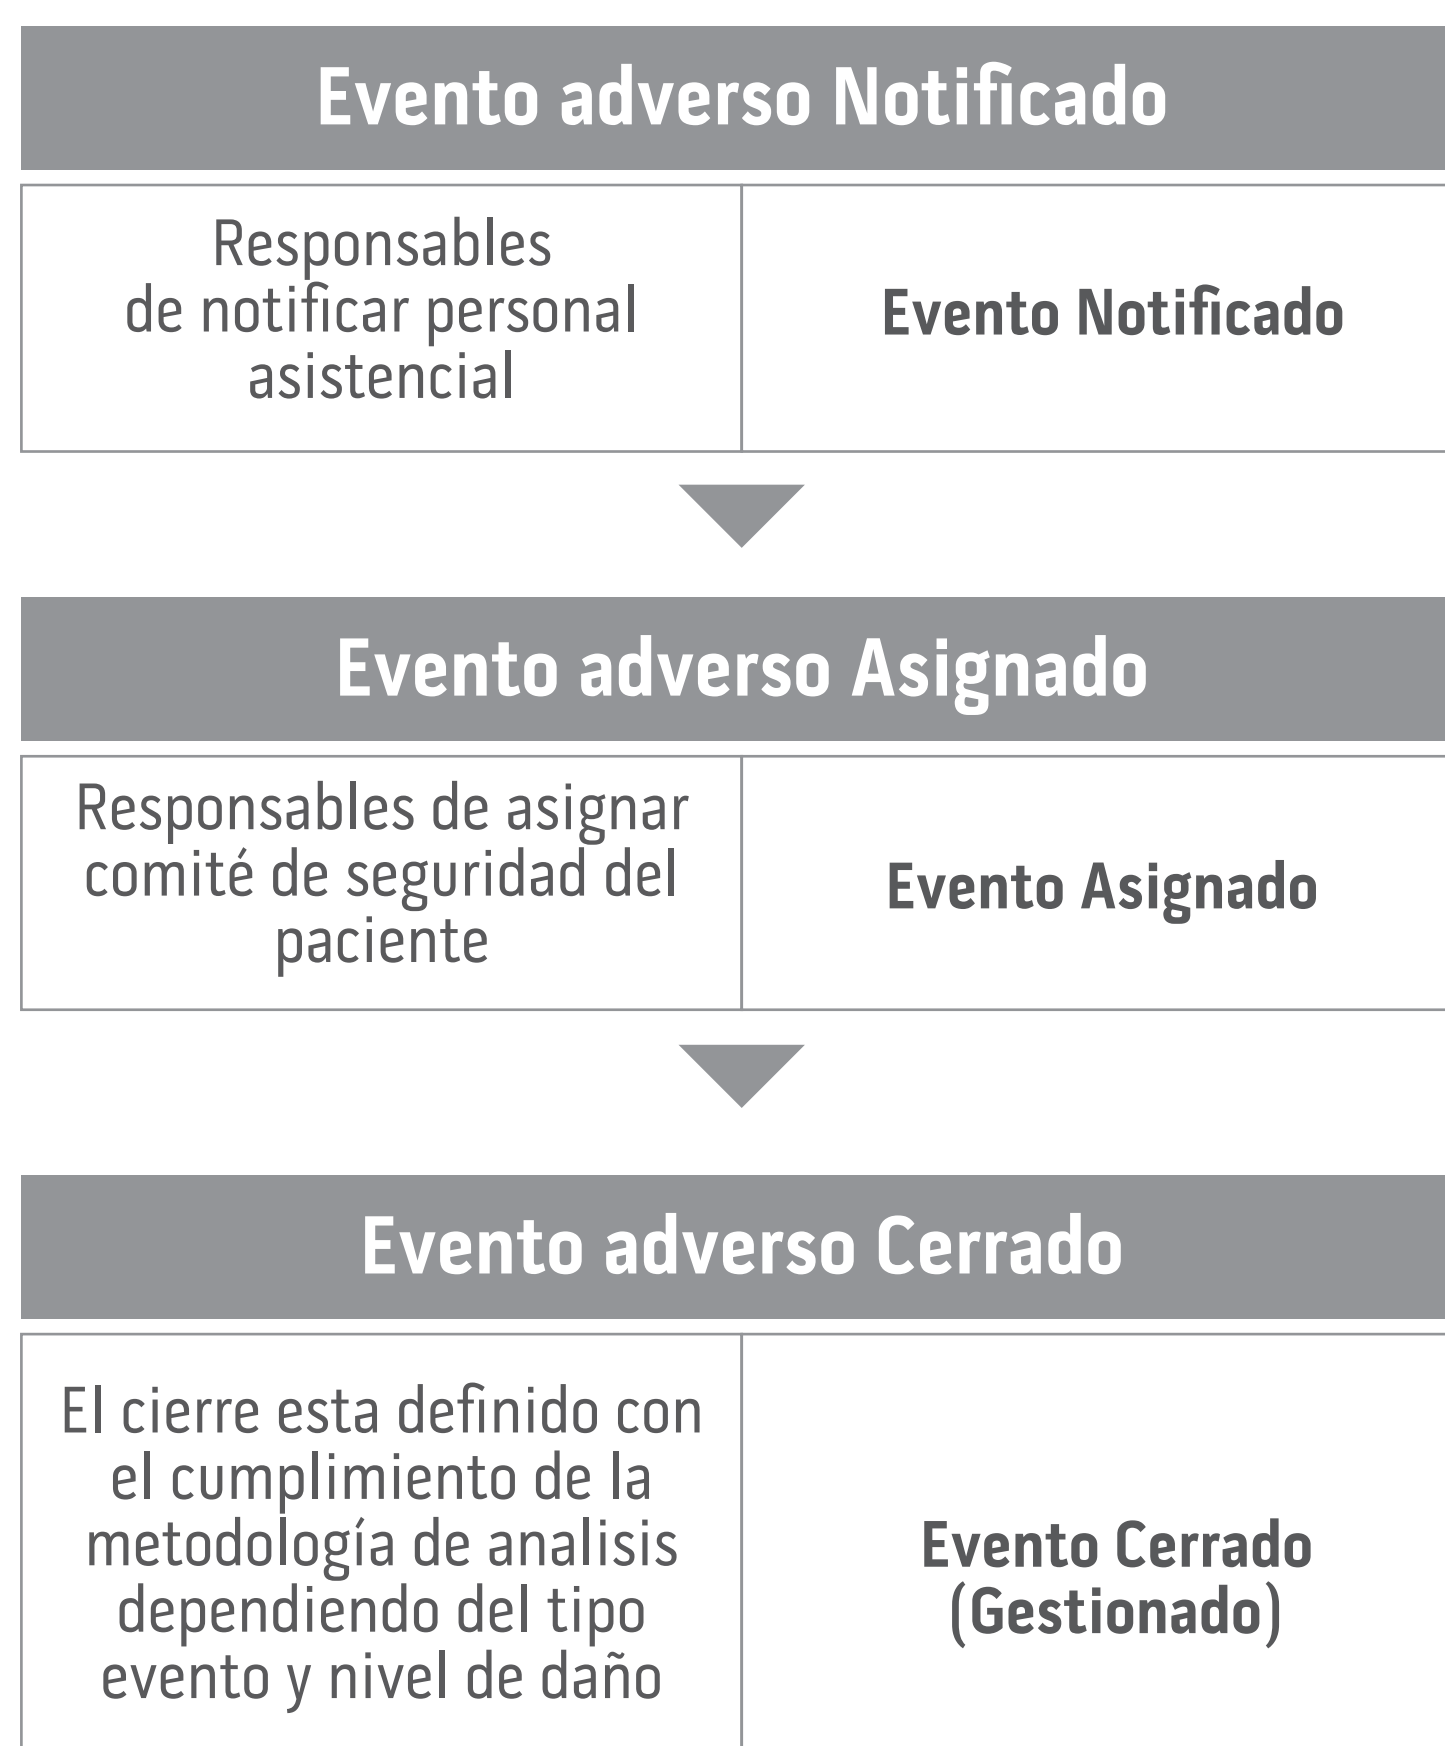 Evento adverso Notificado
Responsables
de notificar personal
asistencial
Evento Notificado
Evento adverso Asignado
Responsables de asignar
comité de seguridad del
paciente
Evento Asignado
Evento adverso Cerrado
El cierre esta definido con
el cumplimiento de la
metodología de analisis
dependiendo del tipo
evento y nivel de daño
Evento Cerrado
(Gestionado)